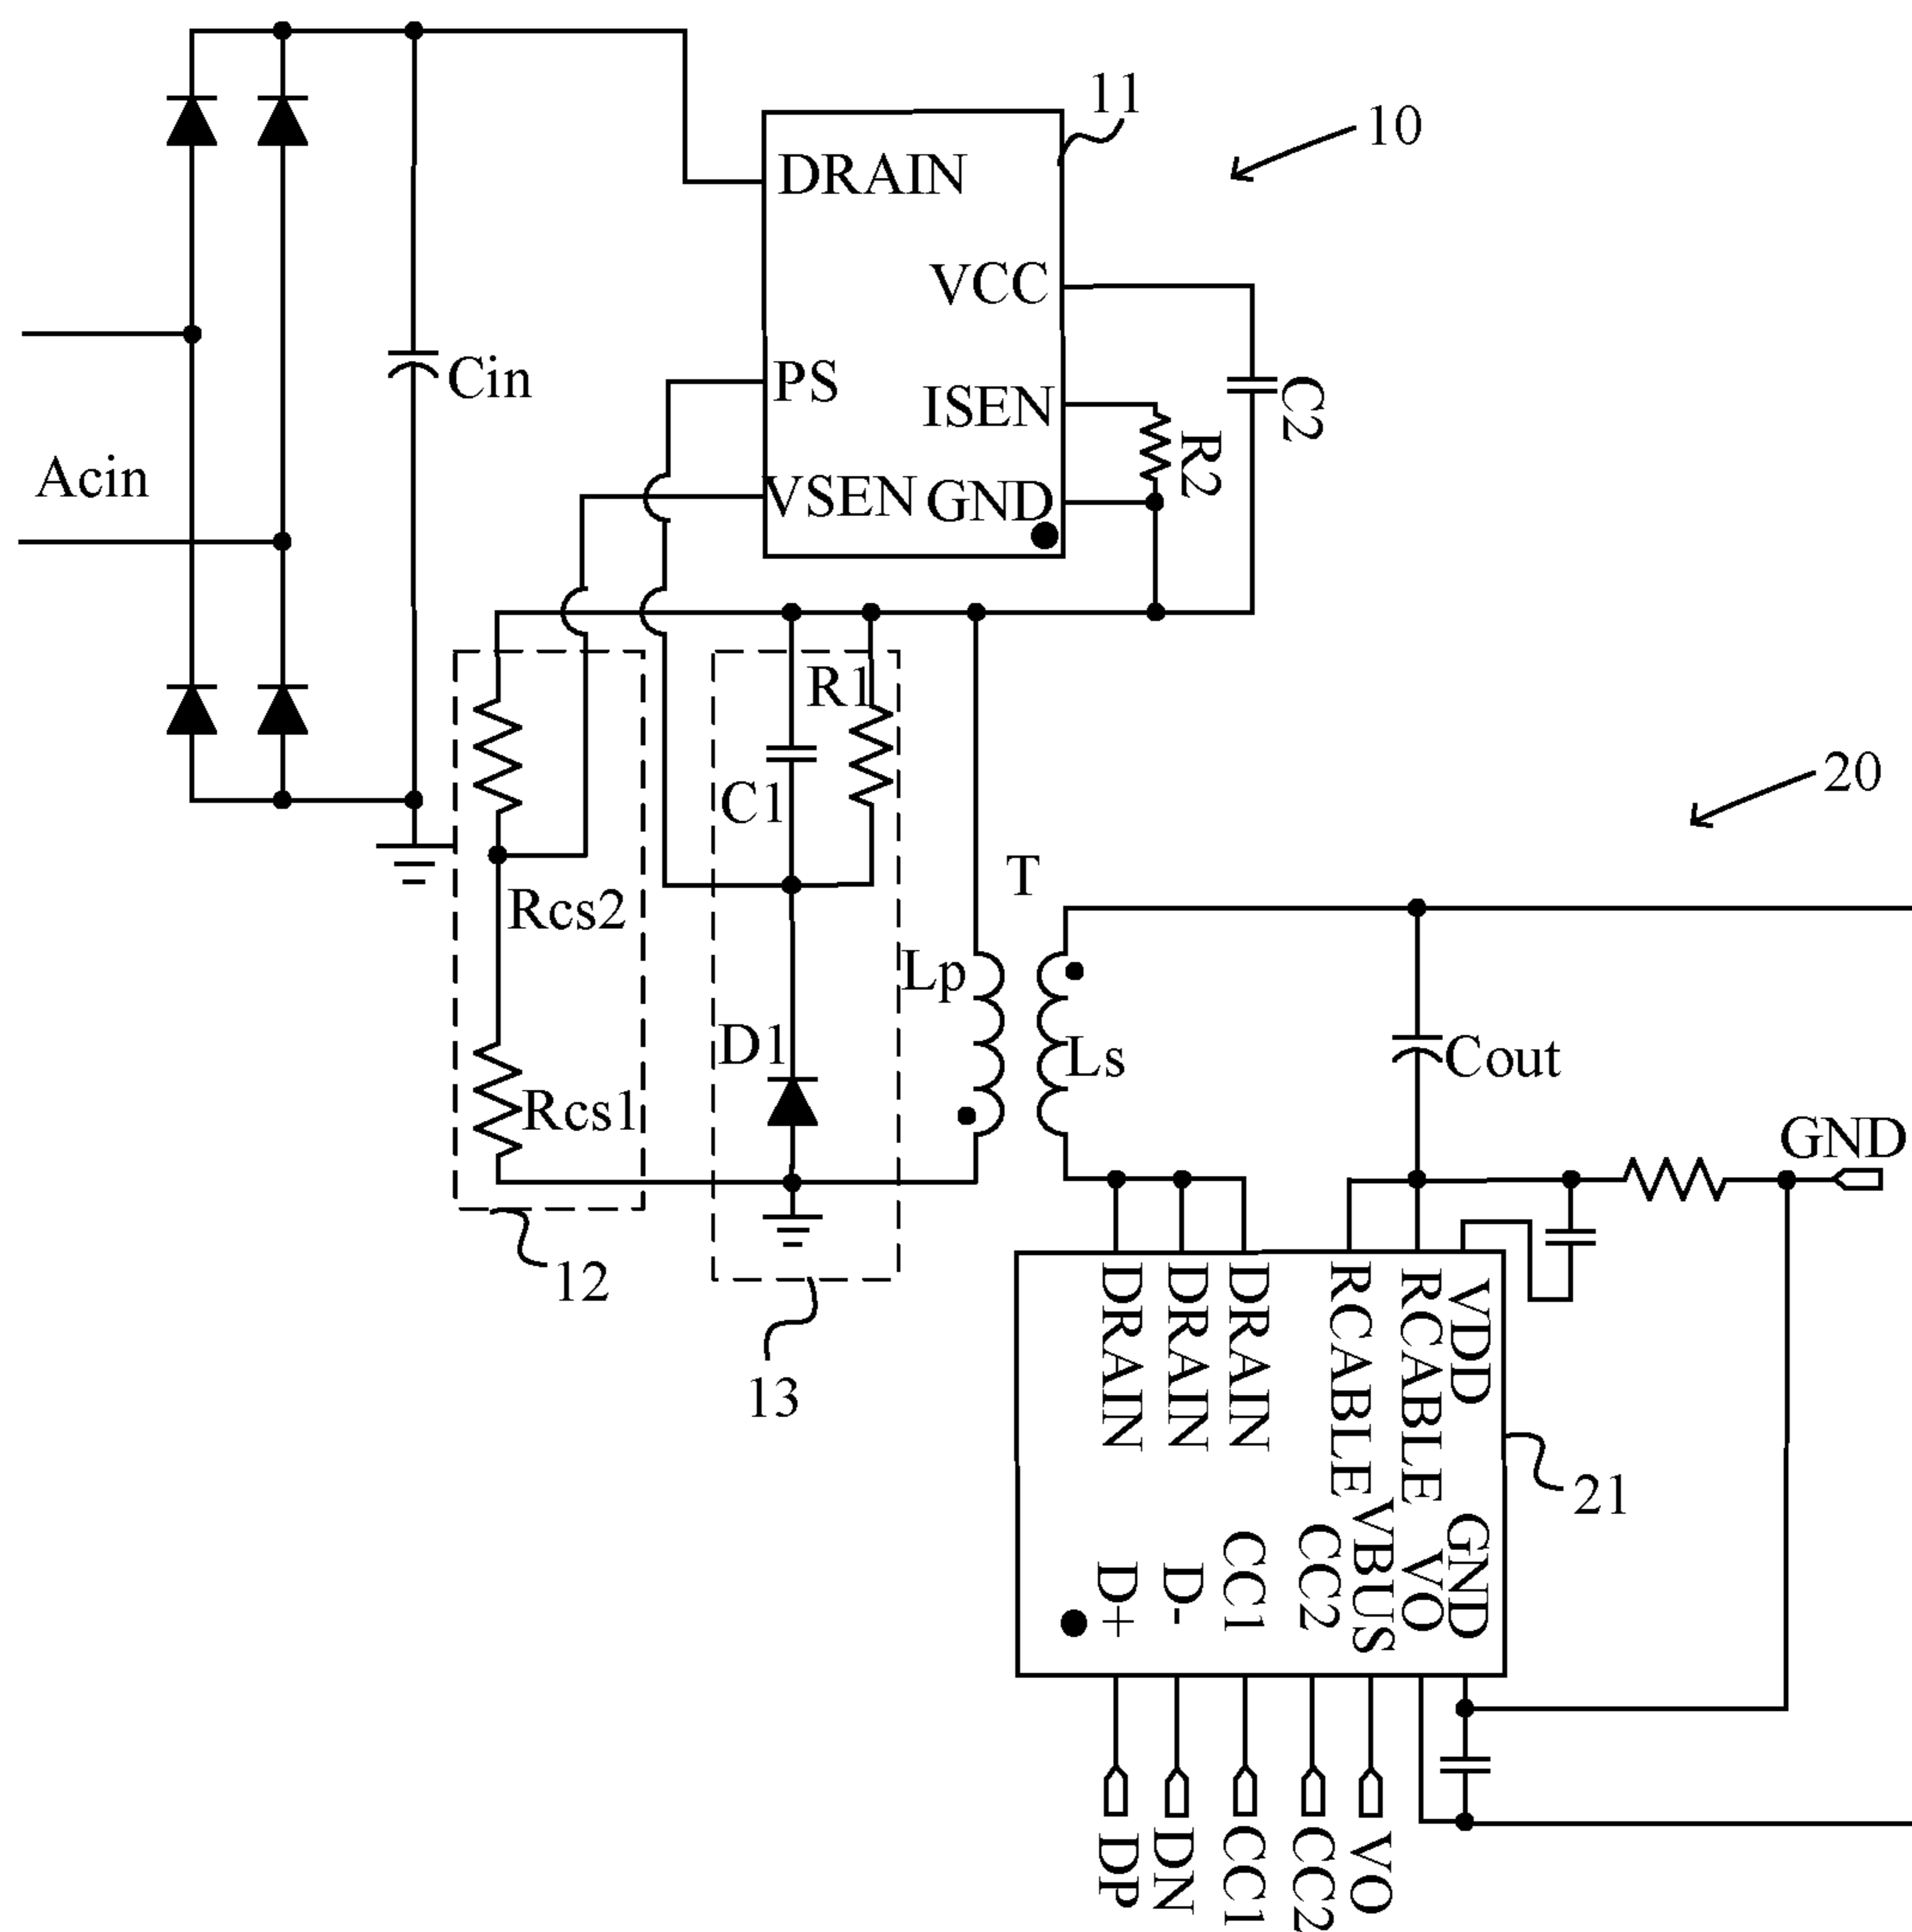 11
10
DRAIN
VCC
Cin
PS
ISEN
C2
R2
Acin
VSEN
GND
R1
C1
20
T
Rcs2
Lp
D1
Ls
Cout
Rcs1
GND
12
13
DRAIN
DRAIN
DRAIN
RCABLE
RCABLE
VDD
21
D+
D-
CC1
CC2
VBUS
VO
GND
DP
DN
CC1
CC2
VO